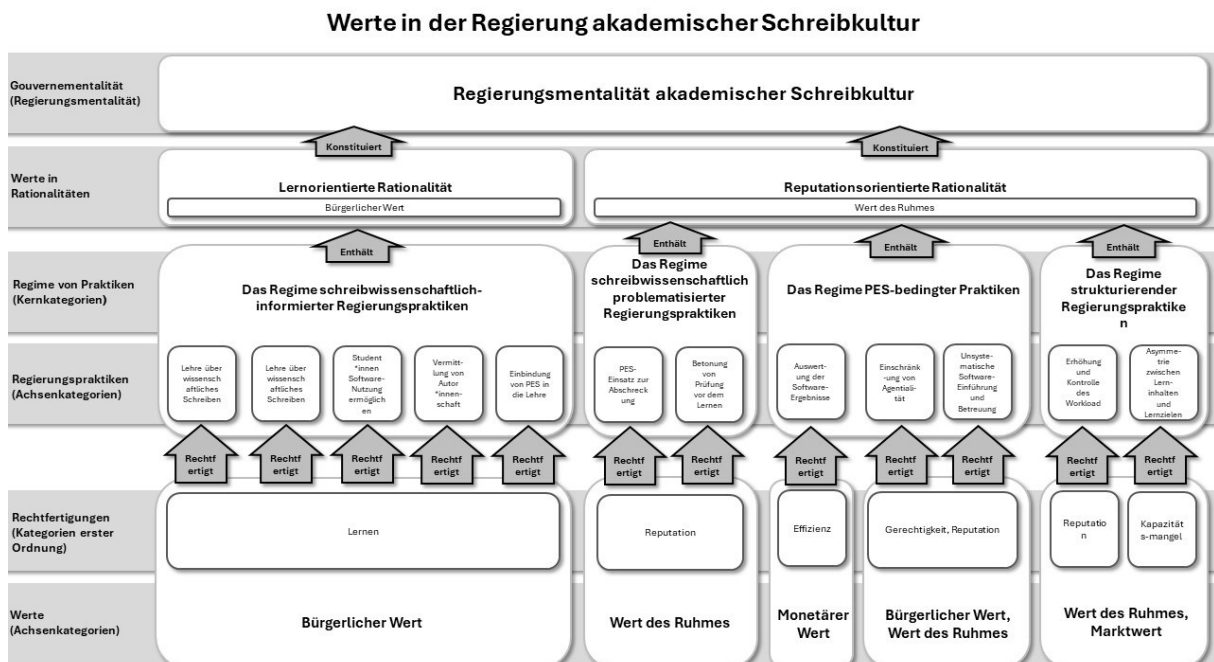 Werte in der Regierung akademischer Schreibkultur
Gouvernementalität
(Regierungsmentalität)
Regierungsmentalität akademischer Schreibkultur
Konstituiert
Konstituiert
Werte in
Rationalitäten
Lernorientierte Rationalität
Bürgerlicher Wert
Reputationsorientierte Rationalität
Wert des Ruhmes
Enthält
Enthält
Enthält
Enthält
Regime von Praktiken
(Kernkategorien)
Das Regime schreibwissenschaftlich-
informierter Regierungspraktiken
Das Regime
schreibwissenschaftlich
problematisierter
Regierungspraktiken
Das Regime PES-bedingter Praktiken
Das Regime
strukturierender
Regierungspraktike
n
Regierungspraktiken
(Achsenkategorien)
Lehre über
wissensch
aftliches
Schreiben
Lehre über
wissensch
aftliches
Schreiben
Student
*innen
Software-
Nutzung
ermöglich
en
Vermitt-
lung von
Autor
*innen-
schaft
Einbindung
von PES in
die Lehre
PES-
Einsatz zur
Abschreck
ung
Betonung
von
Prüfung
vor dem
Lernen
Auswert-
ung der
Software-
Ergebnisse
Einschränk
-ung von
Agentiali-
tät
Unsyste-
matische
Software-
Einführung
und
Betreuung
Erhöhung
und
Kontrolle
des
Workload
Asymme-
trie
zwischen
Lern-
inhalten
und
Lernzielen
Rechtf
ertigt
Rechtf
ertigt
Rechtf
ertigt
Rechtf
ertigt
Rechtf
ertigt
Rechtf
ertigt
Rechtf
ertigt
Rechtf
ertigt
Rechtf
ertigt
Rechtf
ertigt
Rechtf
ertigt
Rechtf
ertigt
Rechtfertigungen
(Kategorien erster
Ordnung)
Lernen
Reputation
Effizienz
Gerechtigkeit, Reputation
Reputatio
n
Kapazität
s-mangel
Werte
(Achsenkategorien)
Bürgerlicher Wert
Wert des Ruhmes
Monetärer
Wert
Bürgerlicher Wert,
Wert des Ruhmes
Wert des Ruhmes,
Marktwert